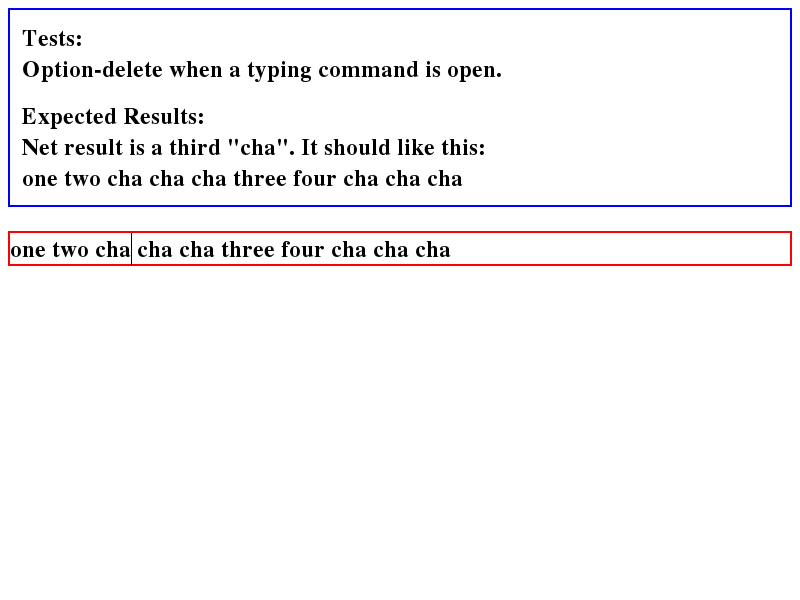 Tests:
Option-delete when a typing command is open.
Expected Results:
Net result is a third "cha". It should like this:
one two cha cha cha three four cha cha cha
one two cha cha cha three four cha cha cha